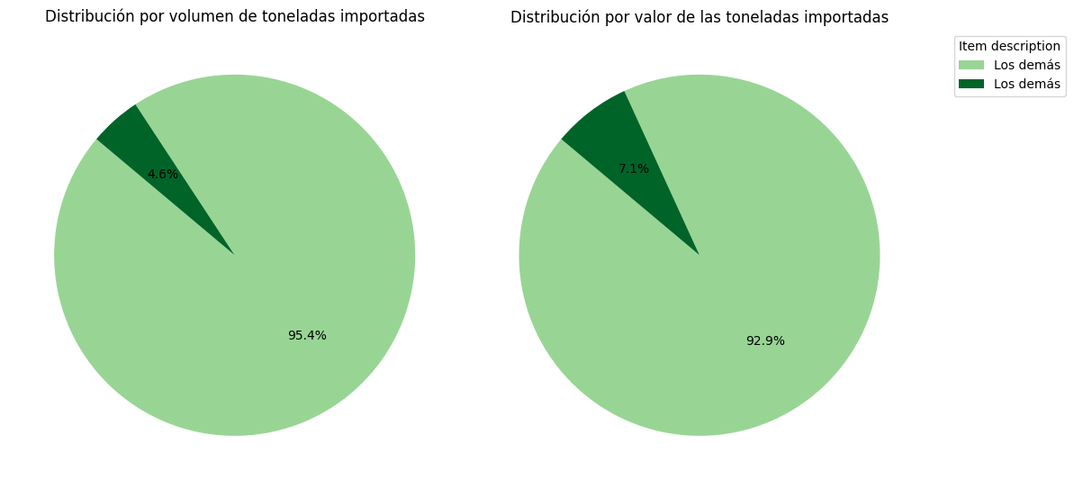 Distribución por volumen de toneladas importadas
4.6%
95.4%
Distribución por valor de las toneladas importadas
7.1%
92.9%
Item description
Los demás
Los demás